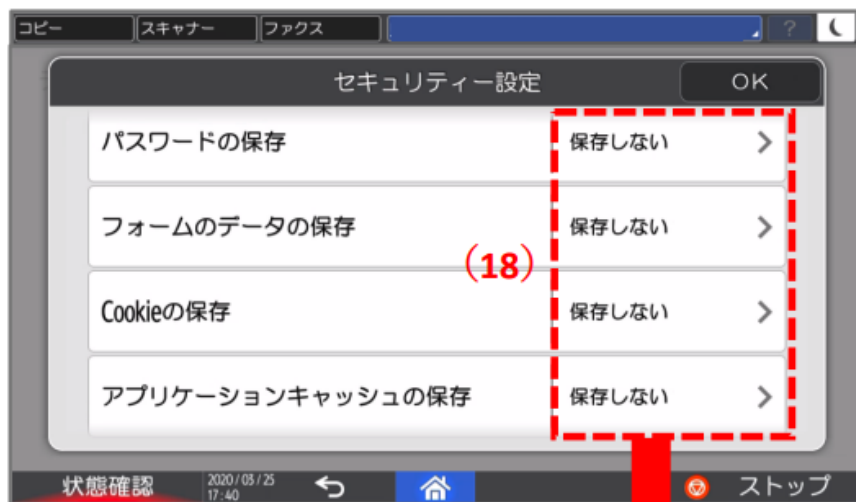 コピー スキャナー ファクス ?
セキュリティー設定 OK
パスワードの保存 保存しない
フォームのデータの保存 保存しない
(18)
Cookieの保存 保存しない
アプリケーションキャッシュの保存 保存しない
状態確認 2020/03/25 ストップ
17:40